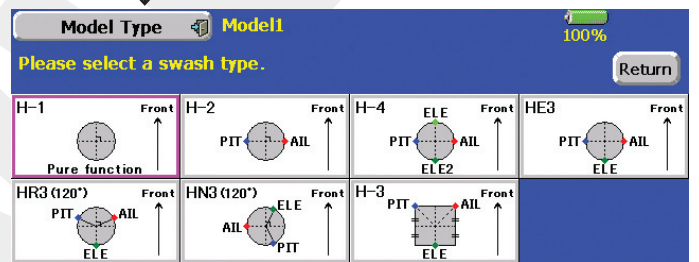 Model Type Model1
100%
Please select a swash type.
Return
H-1 Front
Pure function
H-2 Front
PIT AIL
H-4 Front
ELE
PIT AIL
ELE2
HE3 Front
PIT AIL
ELE
HR3 (120°) Front
PIT AIL
ELE
HN3 (120°) Front
ELE
AIL
PIT
H-3 Front
PIT AIL
ELE